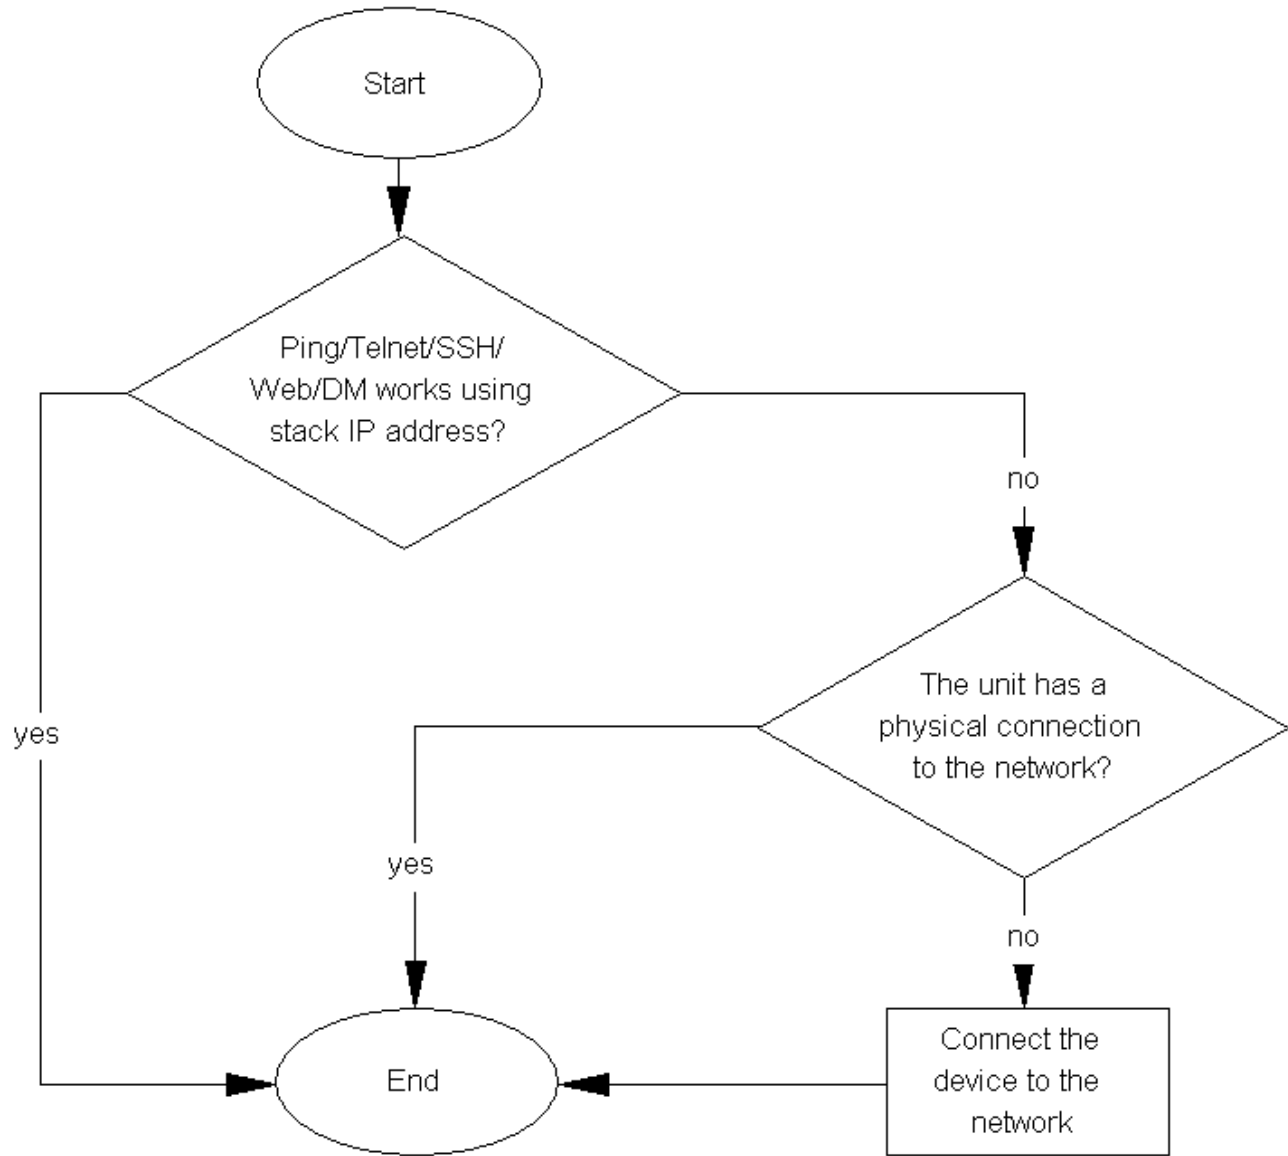 Start
Ping/Telnet/SSH/
Web/DM works using
stack IP address?
no
The unit has a
physical connection
to the network?
yes
yes
no
Connect the
device to the
network
End